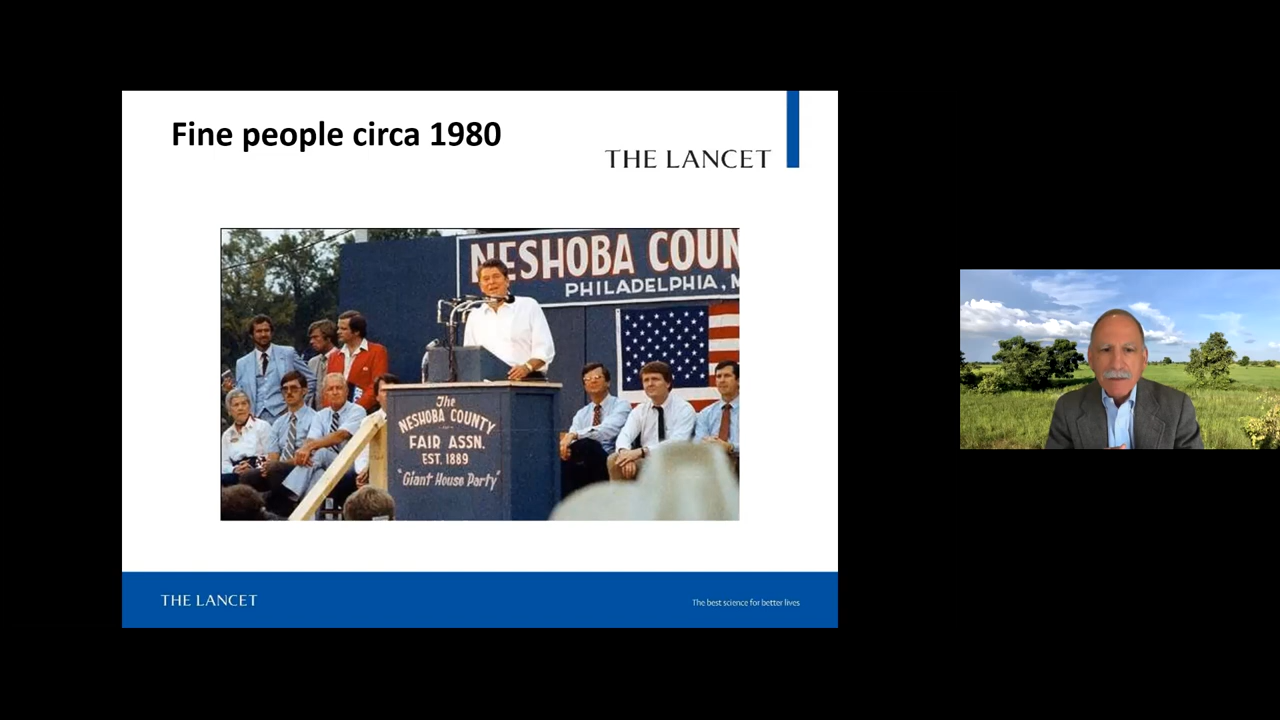 Fine people circa 1980
THE LANCET
NESHOBA COUN
PHILADELPHIA, M
The
NESHOBA COUNTY
FAIR ASSN.
EST. 1889
"Giant House Party"
THE LANCET
The best science for better lives